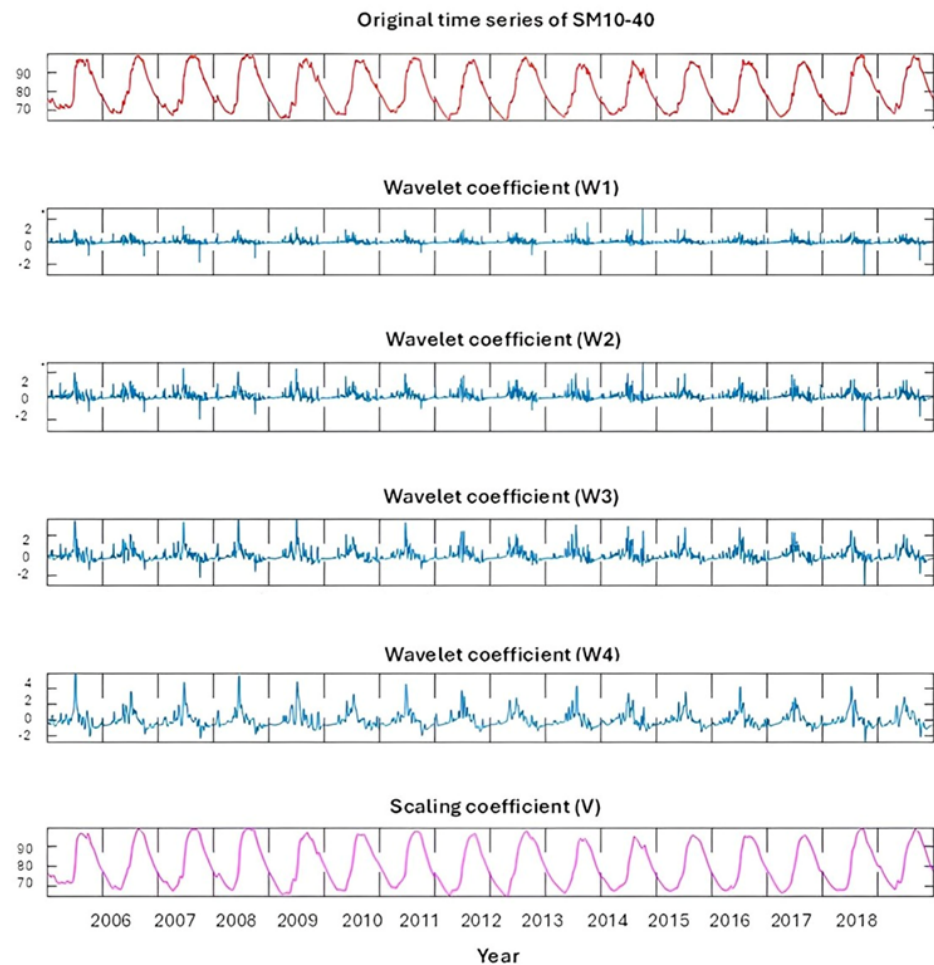 Original time series of SM10-40
90
80
70
Wavelet coefficient (W1)
2
0
-2
Wavelet coefficient (W2)
2
0
-2
Wavelet coefficient (W3)
2
0
-2
Wavelet coefficient (W4)
4
2
0
-2
Scaling coefficient (V)
90
80
70
2006 2007 2008 2009 2010 2011 2012 2013 2014 2015 2016 2017 2018
Year